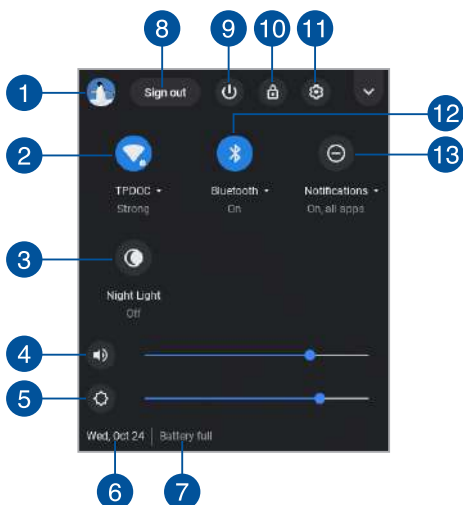 8 9 10 11
1 Sign out
12
2 13
TPDOC Bluetooth Notifications
Strong On On, all apps
3
Night Light
Off
4
5
Wed, Oct 24 Battery full
6 7